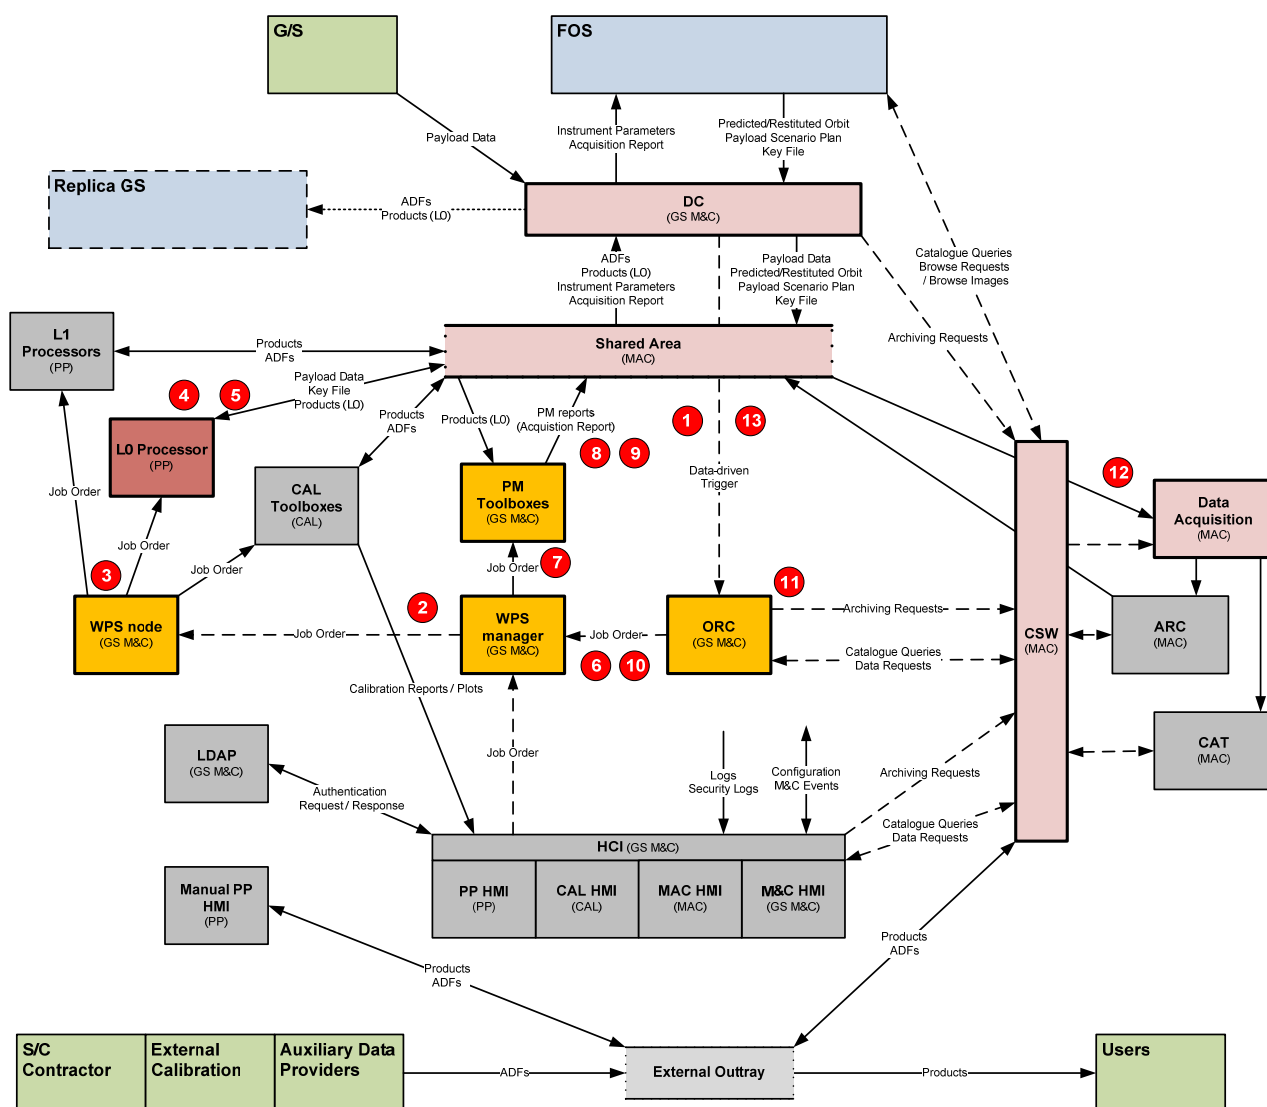 G/S
FOS
Payload Data
Instrument Parameters
Acquisition Report
Predicted/Restituted Orbit
Payload Scenario Plan
Key File
Replica GS
ADFs
Products (L0)
DC
(GS M&C)
Catalogue Queries
Browse Requests
/ Browse Images
ADFs
Products (L0)
Instrument Parameters
Acquisition Report
Payload Data
Predicted/Restituted Orbit
Payload Scenario Plan
Key File
Archiving Requests
L1
Processors
(PP)
Products
ADFs
Shared Area
(MAC)
Payload Data
Key File
Products (L0)
4
5
Products
ADFs
Products (L0)
PM reports
(Acquistion Report)
8
9
1
13
L0 Processor
(PP)
Data-driven
Trigger
12
CAL
Toolboxes
(CAL)
PM
Toolboxes
(GS M&C)
Data
Acquisition
(MAC)
Job Order
Job Order
Job Order
Job Order
7
3
2
11
WPS node
(GS M&C)
Job Order
WPS
manager
(GS M&C)
Job Order
6
10
ORC
(GS M&C)
Archiving Requests
Catalogue Queries
Data Requests
CSW
(MAC)
ARC
(MAC)
Calibration Reports / Plots
LDAP
(GS M&C)
Job Order
Logs
Security Logs
Configuration
M&C Events
Archiving Requests
CAT
(MAC)
Authentication
Request / Response
Catalogue Queries
Data Requests
HCI (GS M&C)
Manual PP
HMI
(PP)
PP HMI
(PP)
CAL HMI
(CAL)
MAC HMI
(MAC)
M&C HMI
(GS M&C)
Products
ADFs
Products
ADFs
S/C
Contractor
External
Calibration
Auxiliary Data
Providers
ADFs
External Outtray
Products
Users